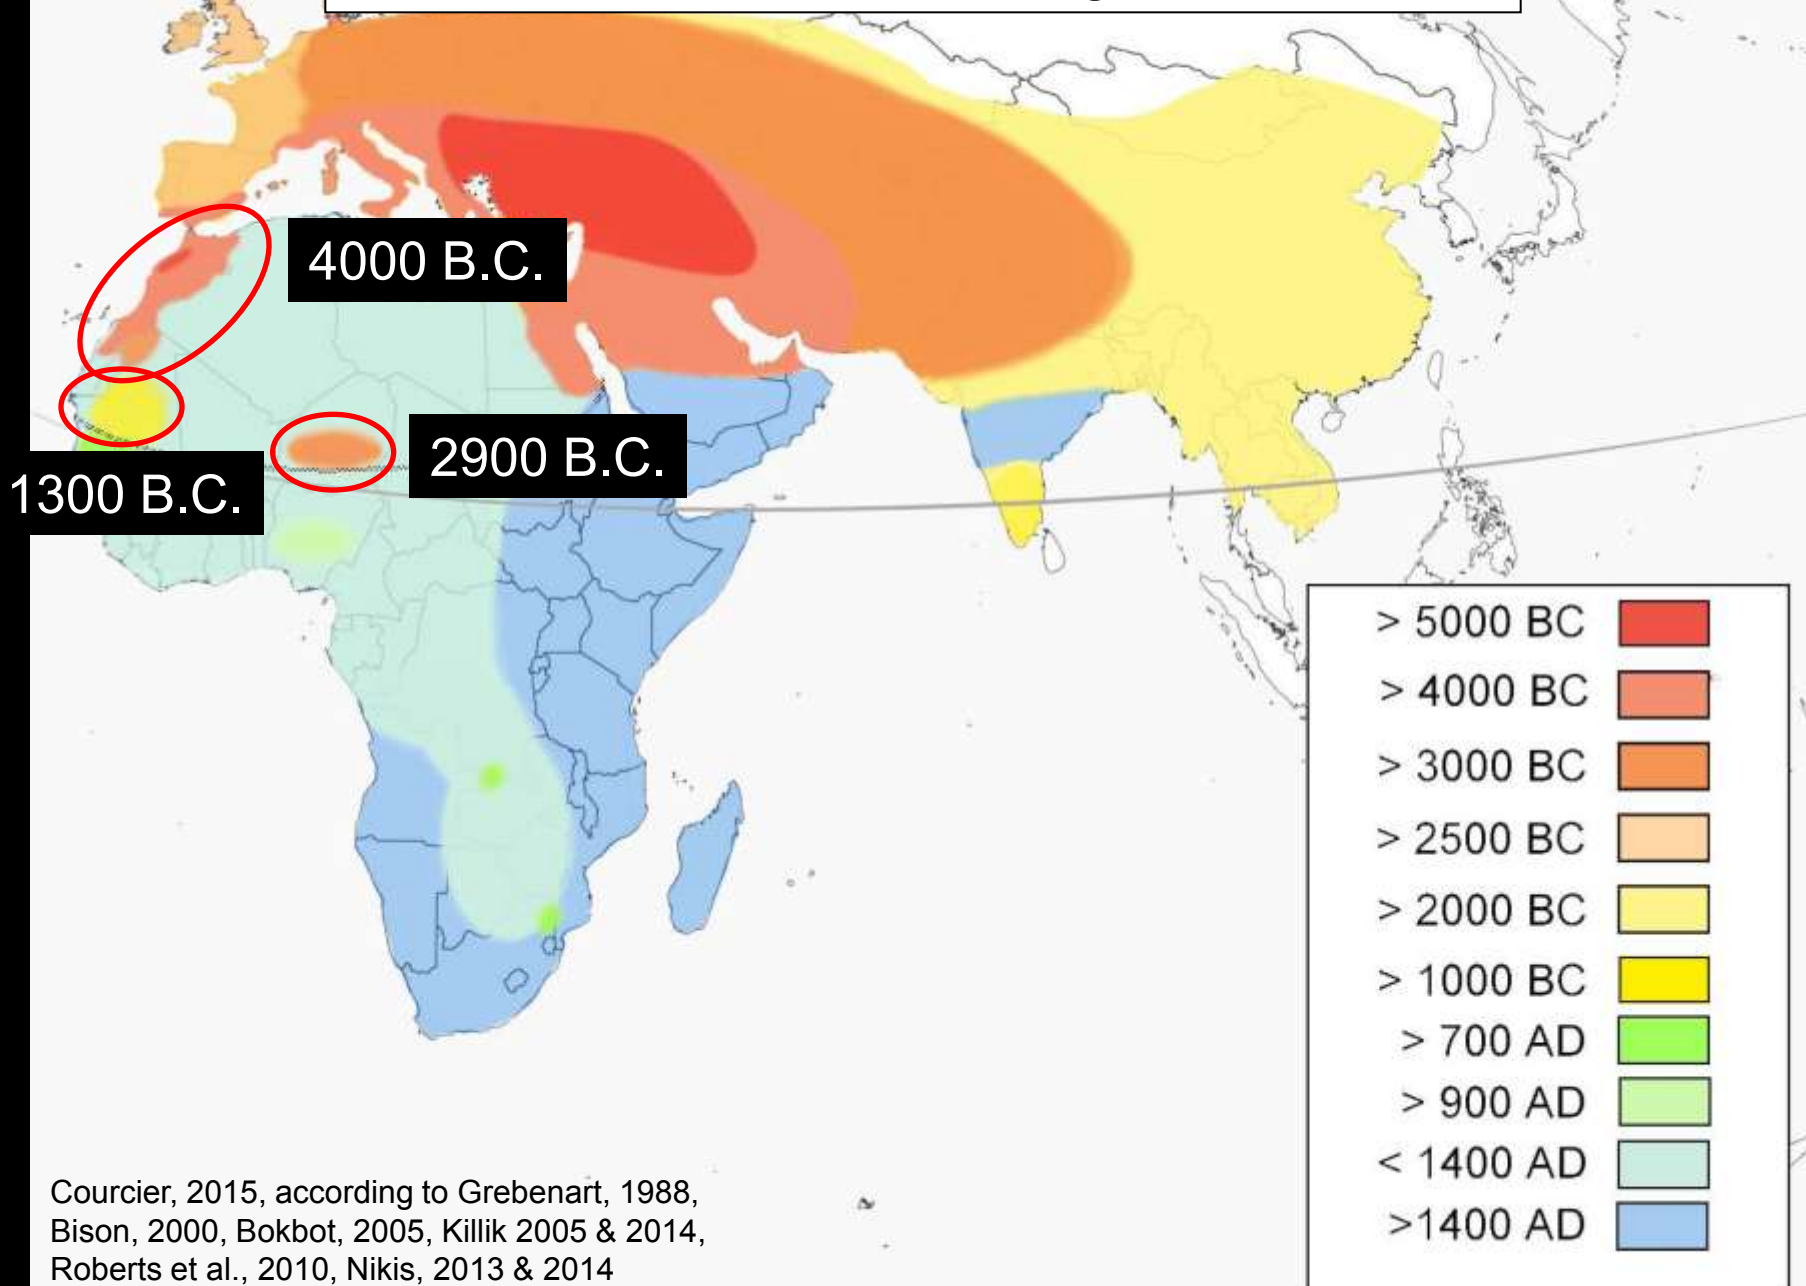 4000 B.C.
2900 B.C.
1300 B.C.
> 5000 BC
> 4000 BC
> 3000 BC
> 2500 BC
> 2000 BC
> 1000 BC
> 700 AD
> 900 AD
< 1400 AD
>1400 AD
Courcier, 2015, according to Grebenart, 1988,
Bison, 2000, Bokbot, 2005, Killik 2005 & 2014,
Roberts et al., 2010, Nikis, 2013 & 2014